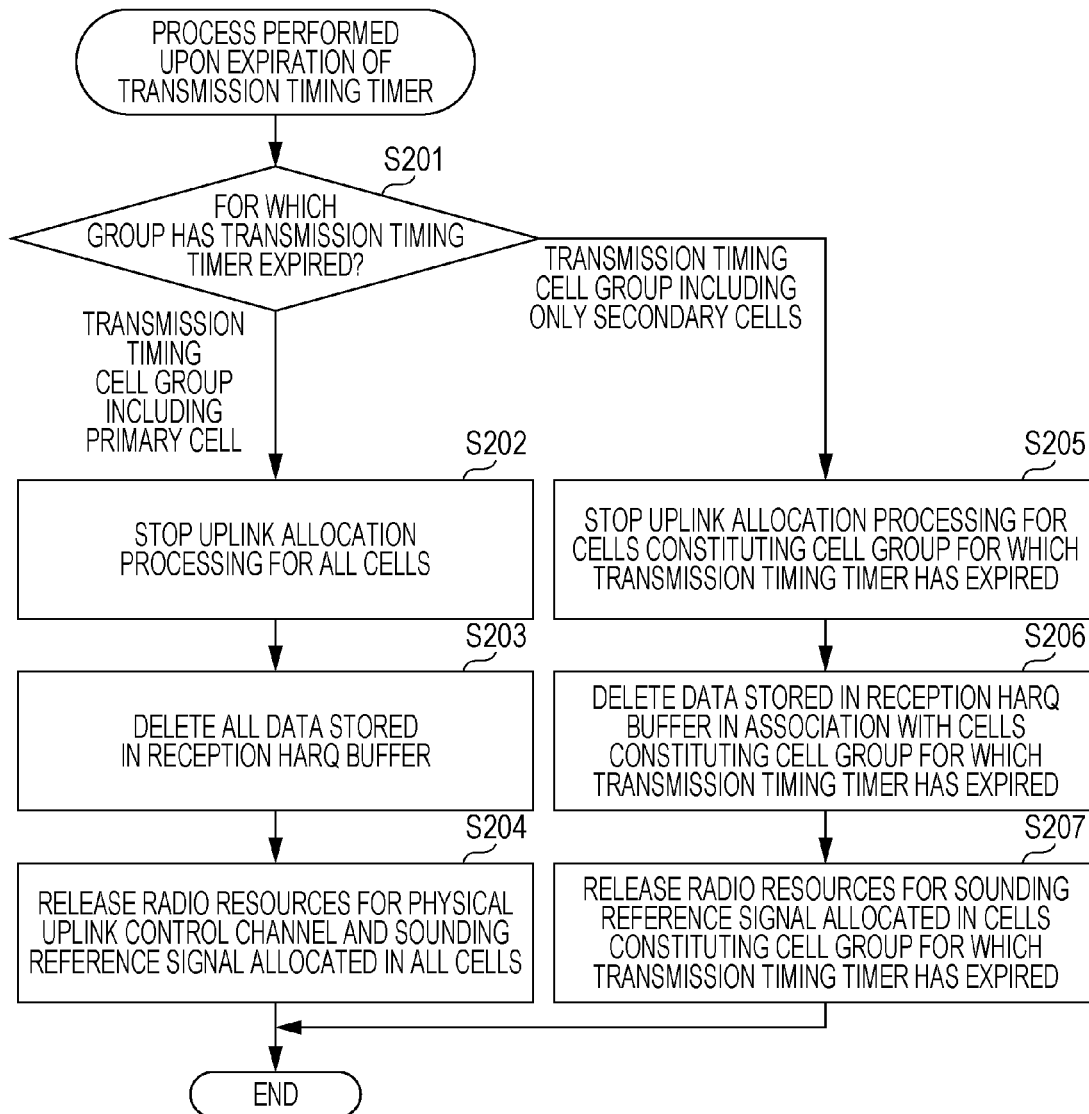 PROCESS PERFORMED
UPON EXPIRATION OF
TRANSMISSION TIMING TIMER
S201
FOR WHICH
GROUP HAS TRANSMISSION TIMING
TIMER EXPIRED?
TRANSMISSION
TIMING
CELL GROUP
INCLUDING
PRIMARY CELL
TRANSMISSION TIMING
CELL GROUP INCLUDING
ONLY SECONDARY CELLS
S202
STOP UPLINK ALLOCATION
PROCESSING FOR ALL CELLS
S203
DELETE ALL DATA STORED
IN RECEPTION HARQ BUFFER
S204
RELEASE RADIO RESOURCES FOR PHYSICAL
UPLINK CONTROL CHANNEL AND SOUNDING
REFERENCE SIGNAL ALLOCATED IN ALL CELLS
S205
STOP UPLINK ALLOCATION PROCESSING FOR
CELLS CONSTITUTING CELL GROUP FOR WHICH
TRANSMISSION TIMING TIMER HAS EXPIRED
S206
DELETE DATA STORED IN RECEPTION HARQ
BUFFER IN ASSOCIATION WITH CELLS
CONSTITUTING CELL GROUP FOR WHICH
TRANSMISSION TIMING TIMER HAS EXPIRED
S207
RELEASE RADIO RESOURCES FOR SOUNDING
REFERENCE SIGNAL ALLOCATED IN CELLS
CONSTITUTING CELL GROUP FOR WHICH
TRANSMISSION TIMING TIMER HAS EXPIRED
END